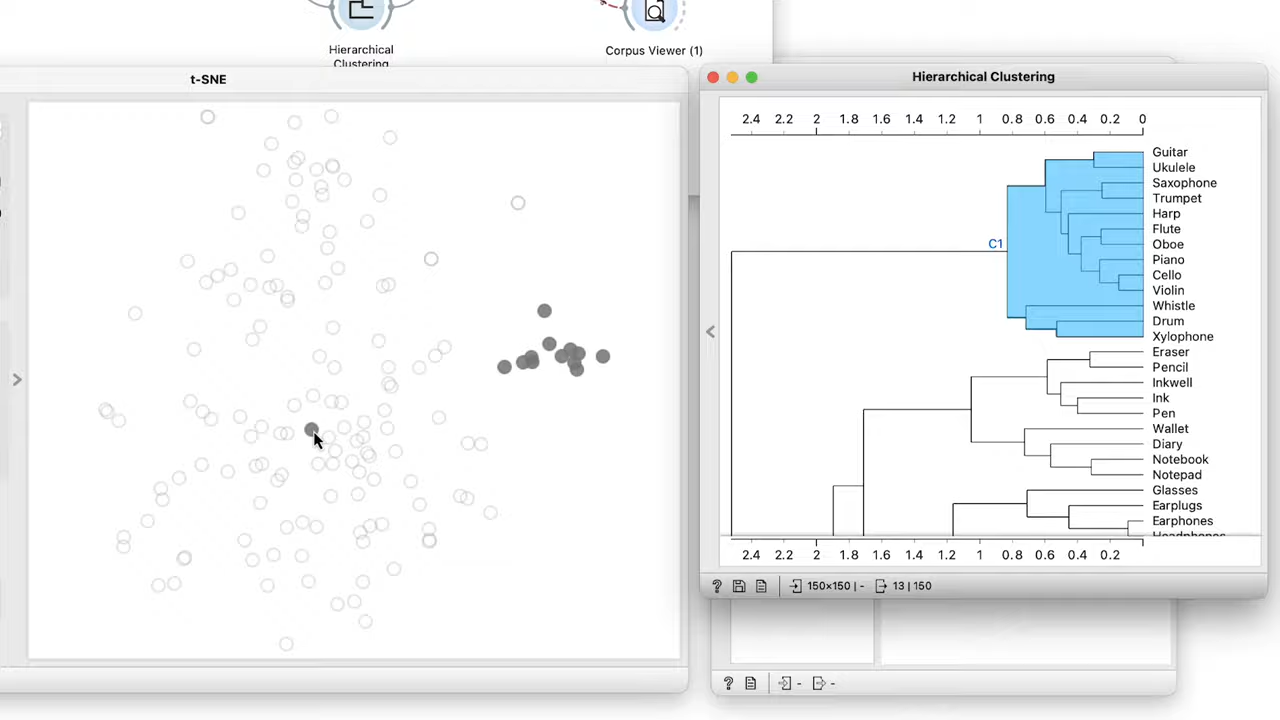 Hierarchical
Clustering
Corpus Viewer (1)
t-SNE
Hierarchical Clustering
2.4 2.2 2 1.8 1.6 1.4 1.2 1 0.8 0.6 0.4 0.2 0
C1
Guitar
Ukulele
Saxophone
Trumpet
Harp
Flute
Oboe
Piano
Cello
Violin
Whistle
Drum
Xylophone
Eraser
Pencil
Inkwell
Ink
Pen
Wallet
Diary
Notebook
Notepad
Glasses
Earplugs
Earphones
Headphones
2.4 2.2 2 1.8 1.6 1.4 1.2 1 0.8 0.6 0.4 0.2
? 150×150 | - 13 | 150
? - -